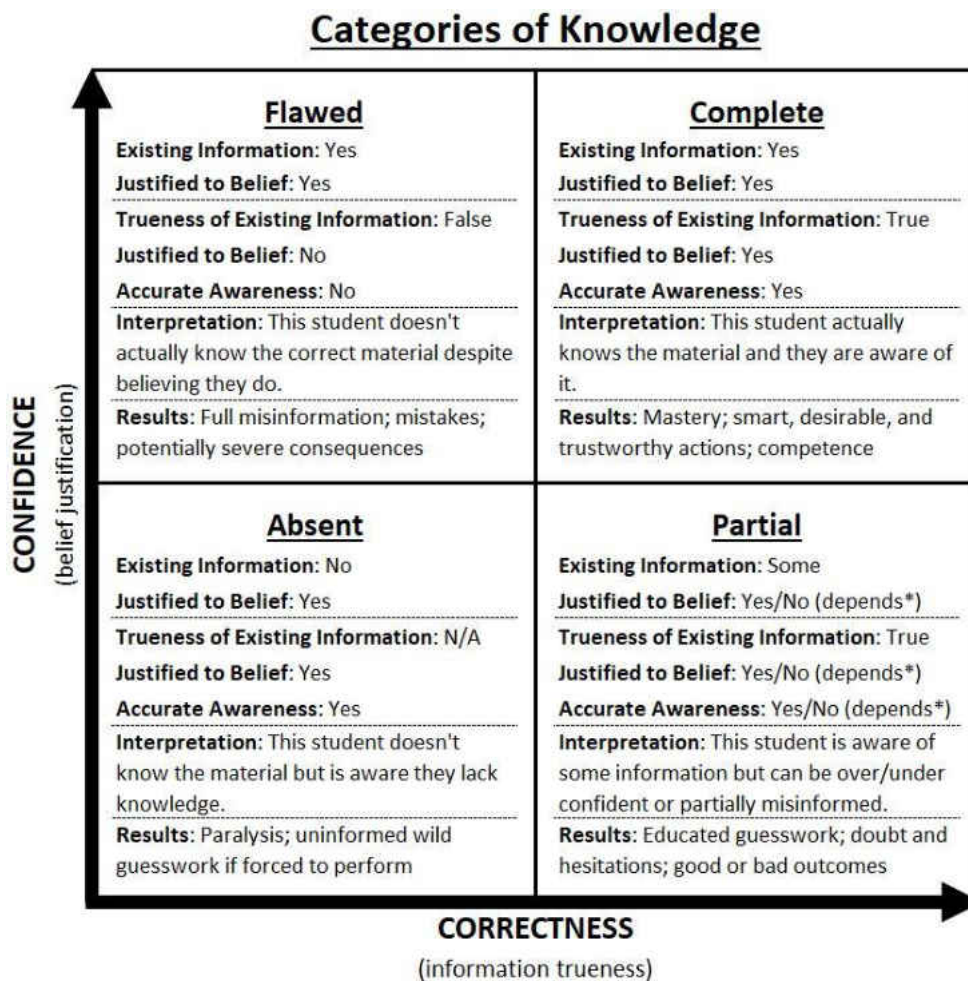 Categories of Knowledge
Flawed
Existing Information: Yes
Justified to Belief: Yes
Trueness of Existing Information: False
Justified to Belief: No
Accurate Awareness: No
Interpretation: This student doesn't
actually know the correct material despite
believing they do.
Results: Full misinformation; mistakes;
potentially severe consequences
Complete
Existing Information: Yes
Justified to Belief: Yes
Trueness of Existing Information: True
Justified to Belief: Yes
Accurate Awareness: Yes
Interpretation: This student actually
knows the material and they are aware of
it.
Results: Mastery; smart, desirable, and
trustworthy actions; competence
CONFIDENCE
(belief justification)
Absent
Existing Information: No
Justified to Belief: Yes
Trueness of Existing Information: N/A
Justified to Belief: Yes
Accurate Awareness: Yes
Interpretation: This student doesn't
know the material but is aware they lack
knowledge.
Results: Paralysis; uninformed wild
guesswork if forced to perform
Partial
Existing Information: Some
Justified to Belief: Yes/No (depends*)
Trueness of Existing Information: True
Justified to Belief: Yes/No (depends*)
Accurate Awareness: Yes/No (depends*)
Interpretation: This student is aware of
some information but can be over/under
confident or partially misinformed.
Results: Educated guesswork; doubt and
hesitations; good or bad outcomes
CORRECTNESS
(information trueness)